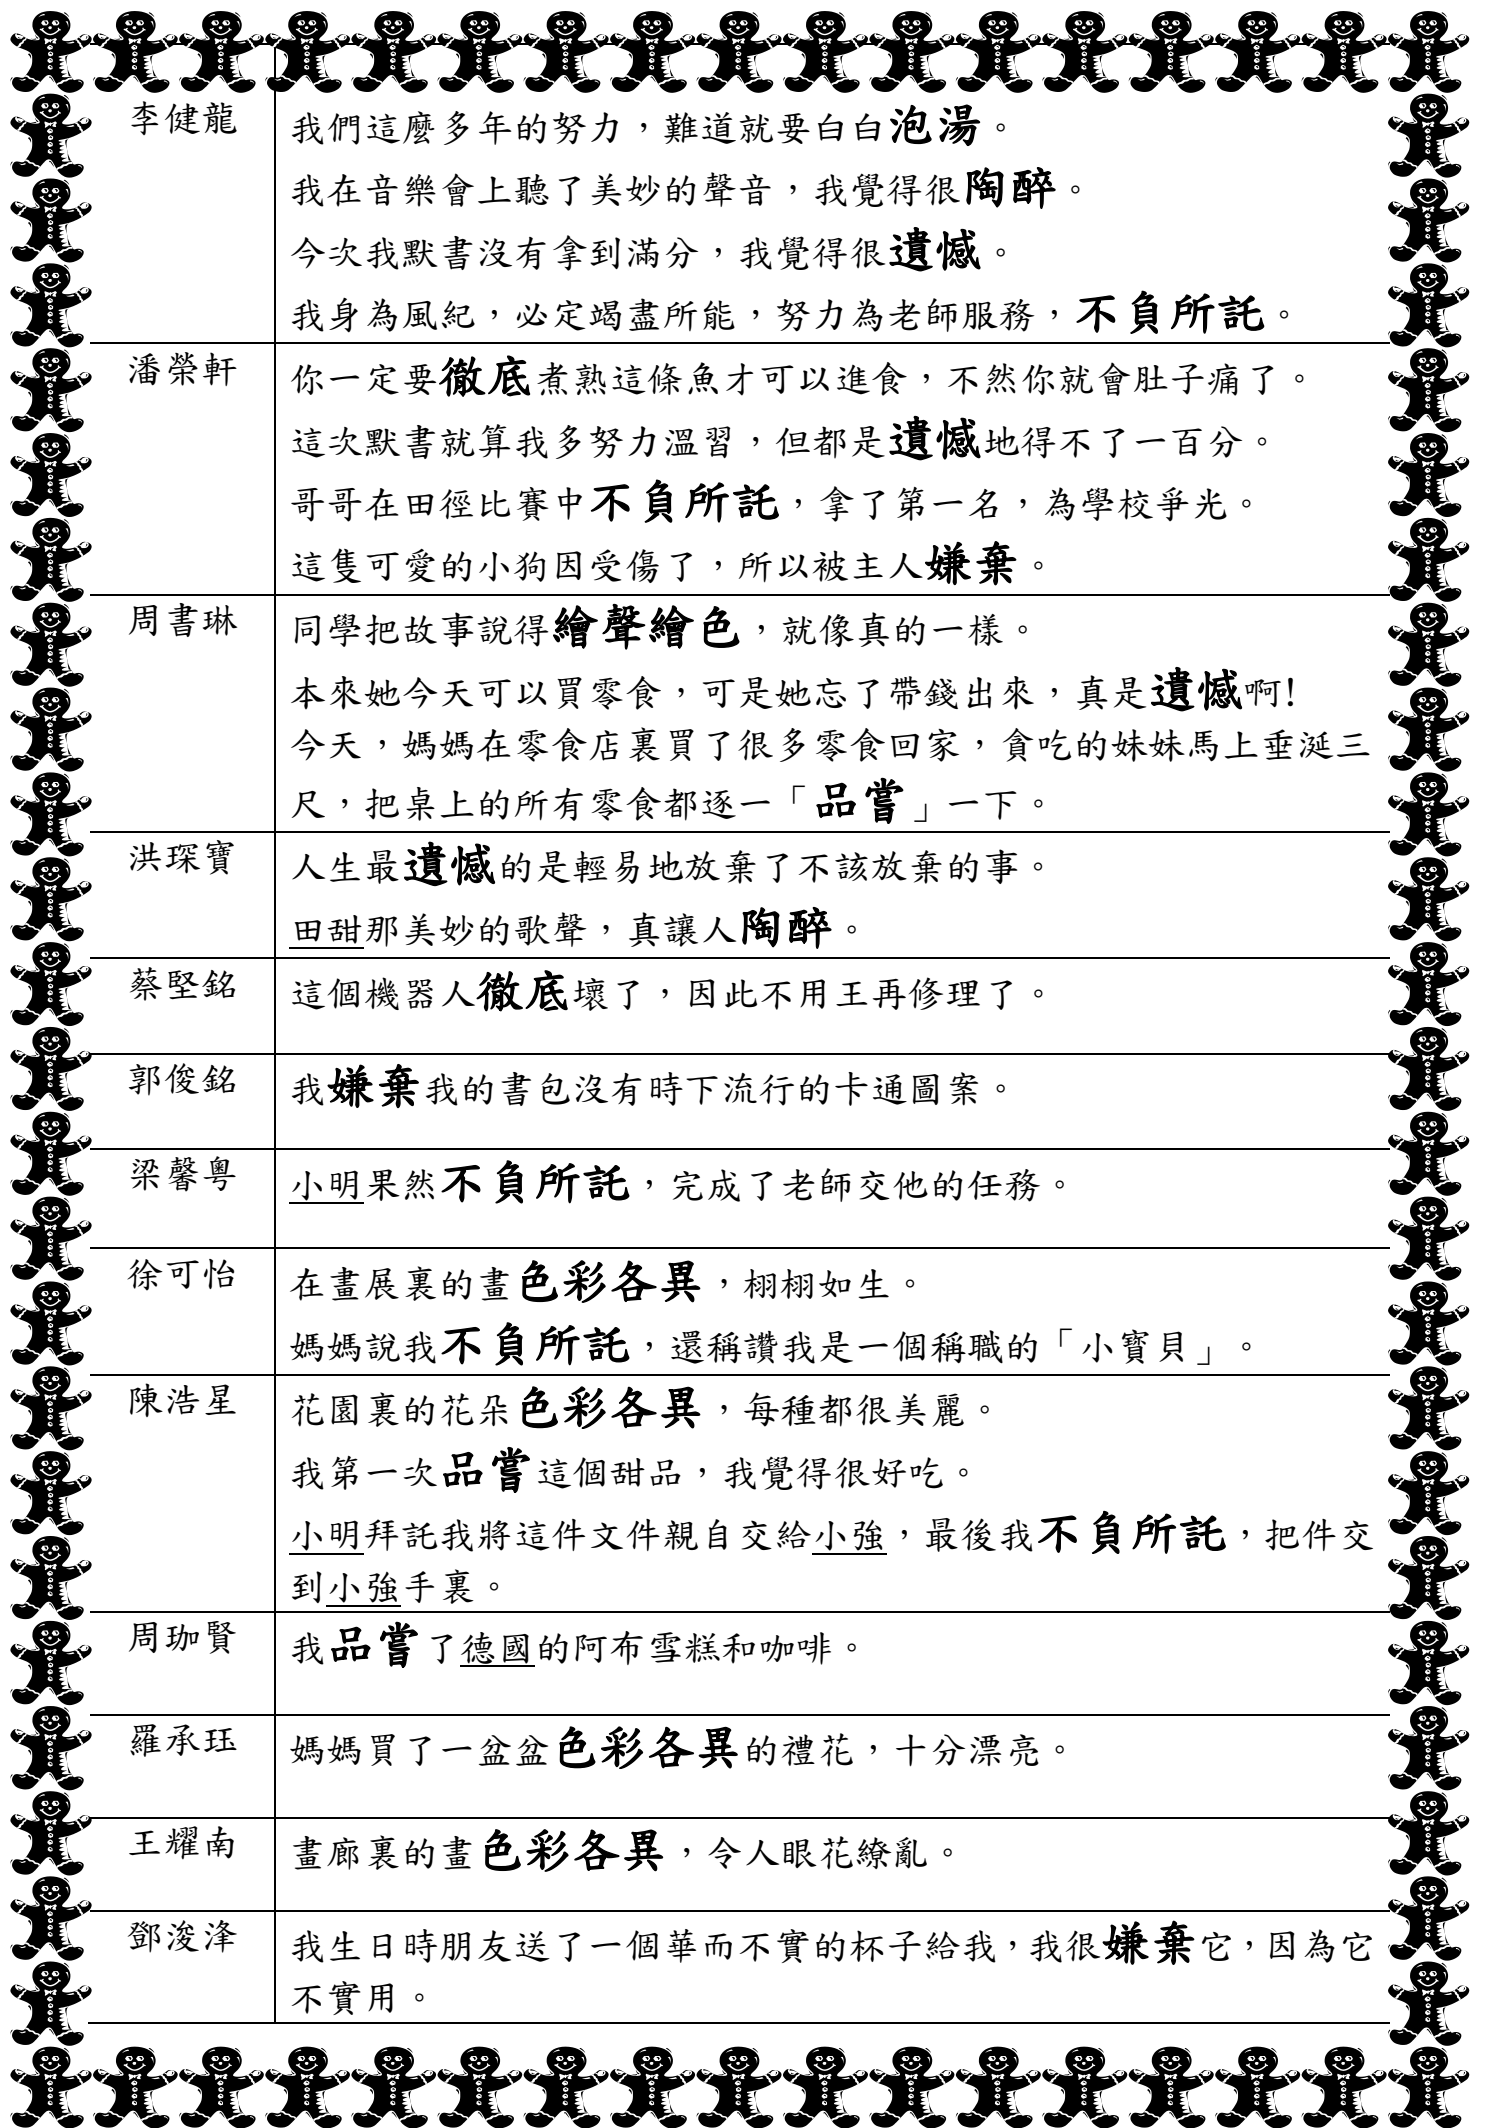 李健龍
我們這麼多年的努力，難道就要白白泡湯。
我在音樂會上聽了美妙的聲音，我覺得很陶醉。
今次我默書沒有拿到滿分，我覺得很遺憾。
我身為風紀，必定竭盡所能，努力為老師服務，不負所託。
潘榮軒
你一定要徹底煮熟這條魚才可以進食，不然你就會肚子痛了。
這次默書就算我多努力溫習，但都是遺憾地得不了一百分。
哥哥在田徑比賽中不負所託，拿了第一名，為學校爭光。
這隻可愛的小狗因受傷了，所以被主人嫌棄。
周書琳
同學把故事說得繪聲繪色，就像真的一樣。
本來她今天可以買零食，可是她忘了帶錢出來，真是遺憾啊!
今天，媽媽在零食店裏買了很多零食回家，貪吃的妹妹馬上垂涎三
尺，把桌上的所有零食都逐一「品嘗」一下。
洪琛寶
人生最遺憾的是輕易地放棄了不該放棄的事。
田甜那美妙的歌聲，真讓人陶醉。
蔡堅銘
這個機器人徹底壞了，因此不用王再修理了。
郭俊銘
我嫌棄我的書包沒有時下流行的卡通圖案。
梁馨粵
小明果然不負所託，完成了老師交他的任務。
徐可怡
在畫展裏的畫色彩各異，栩栩如生。
媽媽說我不負所託，還稱讚我是一個稱職的「小寶貝」。
陳浩星
花園裏的花朵色彩各異，每種都很美麗。
我第一次品嘗這個甜品，我覺得很好吃。
小明拜託我將這件文件親自交給小強，最後我不負所託，把件交
到小強手裏。
周珈賢
我品嘗了德國的阿布雪糕和咖啡。
羅承玨
媽媽買了一盆盆色彩各異的禮花，十分漂亮。
王耀南
畫廊裏的畫色彩各異，令人眼花繚亂。
鄧浚浲
我生日時朋友送了一個華而不實的杯子給我，我很嫌棄它，因為它
不實用。